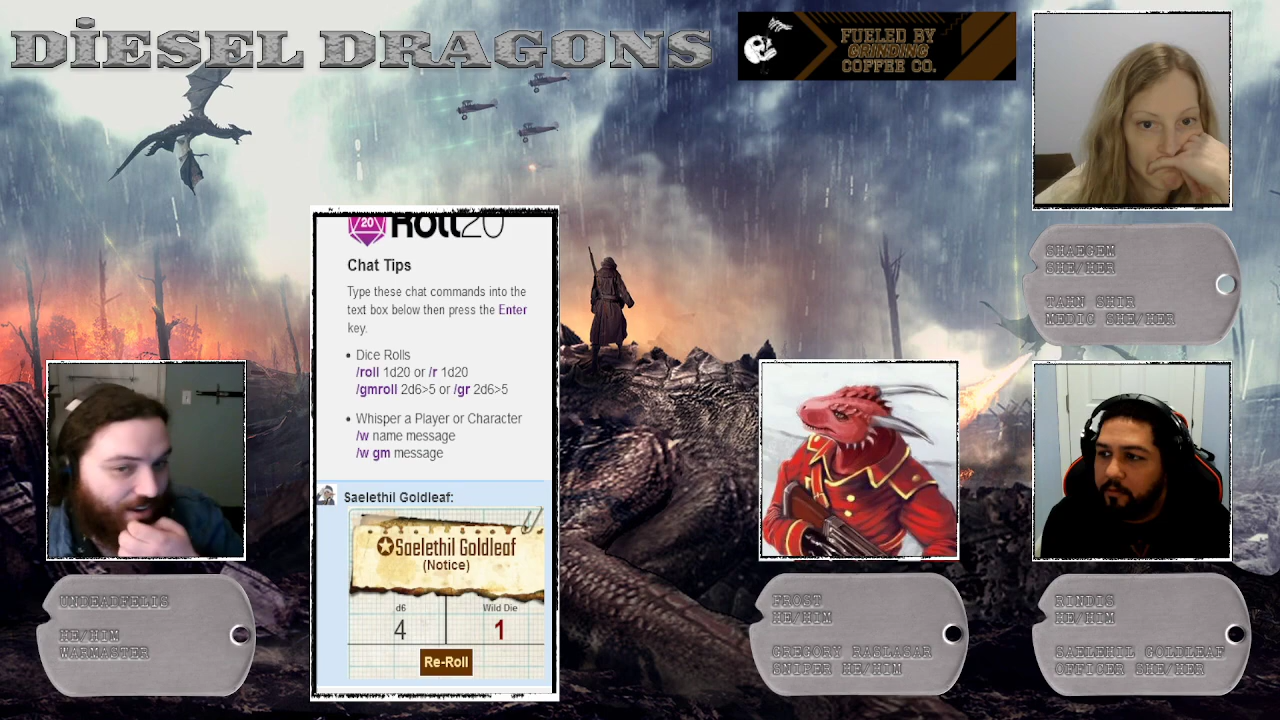 DIESEL DRAGONS
FUELED BY
GRINDING
COFFEE CO.
SHAEGEM
SHE/HER
TAHN SHIR
MEDIC SHE/HER
20
Roll20
Chat Tips
Type these chat commands into the
text box below then press the Enter
key.
• Dice Rolls
/roll 1d20 or /r 1d20
/gmroll 2d6>5 or /gr 2d6>5
• Whisper a Player or Character
/w name message
/w gm message
Saelethil Goldleaf:
Saelethil Goldleaf
(Notice)
d6
Wild Die
4
1
Re-Roll
UNDEADFELIS
HE/HIM
WARMASTER
FROST
HE/HIM
GREGORY RASLASAR
SNIPER HE/HIM
RINDIS
HE/HIM
SAELEHIL GOLDLEAF
OFFICER SHE/HER